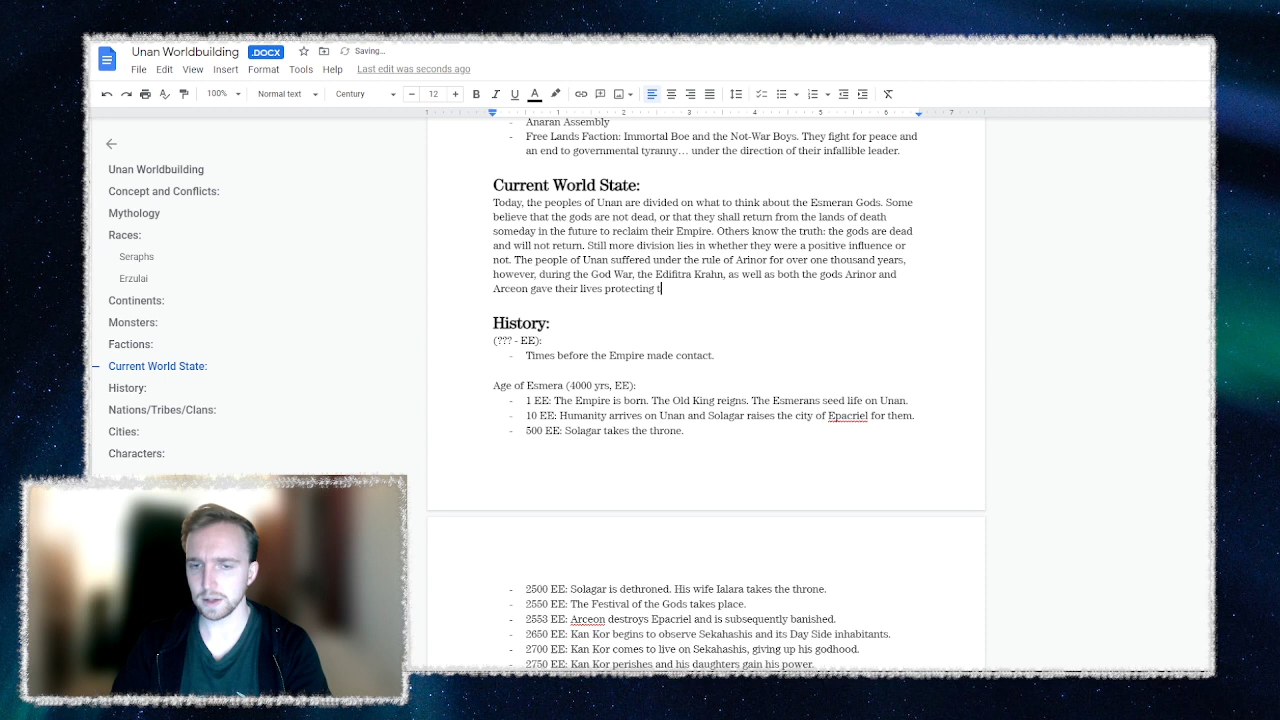 Unan Worldbuilding .DOCX Saving...
File Edit View Insert Format Tools Help Last edit was seconds ago
100% Normal text Century 12 B I U A
1 1 2 3 4 5 6 7
Unan Worldbuilding
Concept and Conflicts:
Mythology
Races:
Seraphs
Erzulai
Continents:
Monsters:
Factions:
Current World State:
History:
Nations/Tribes/Clans:
Cities:
Characters:
- Anaran Assembly
- Free Lands Faction: Immortal Boe and the Not-War Boys. They fight for peace and
an end to governmental tyranny… under the direction of their infallible leader.
Current World State:
Today, the peoples of Unan are divided on what to think about the Esmeran Gods. Some
believe that the gods are not dead, or that they shall return from the lands of death
someday in the future to reclaim their Empire. Others know the truth: the gods are dead
and will not return. Still more division lies in whether they were a positive influence or
not. The people of Unan suffered under the rule of Arinor for over one thousand years,
however, during the God War, the Edifitra Krahn, as well as both the gods Arinor and
Arceon gave their lives protecting t
History:
(??? - EE):
- Times before the Empire made contact.
Age of Esmera (4000 yrs, EE):
- 1 EE: The Empire is born. The Old King reigns. The Esmerans seed life on Unan.
- 10 EE: Humanity arrives on Unan and Solagar raises the city of Epacriel for them.
- 500 EE: Solagar takes the throne.
- 2500 EE: Solagar is dethroned. His wife Ialara takes the throne.
- 2550 EE: The Festival of the Gods takes place.
- 2553 EE: Arceon destroys Epacriel and is subsequently banished.
- 2650 EE: Kan Kor begins to observe Sekahashis and its Day Side inhabitants.
- 2700 EE: Kan Kor comes to live on Sekahashis, giving up his godhood.
- 2750 EE: Kan Kor perishes and his daughters gain his power.